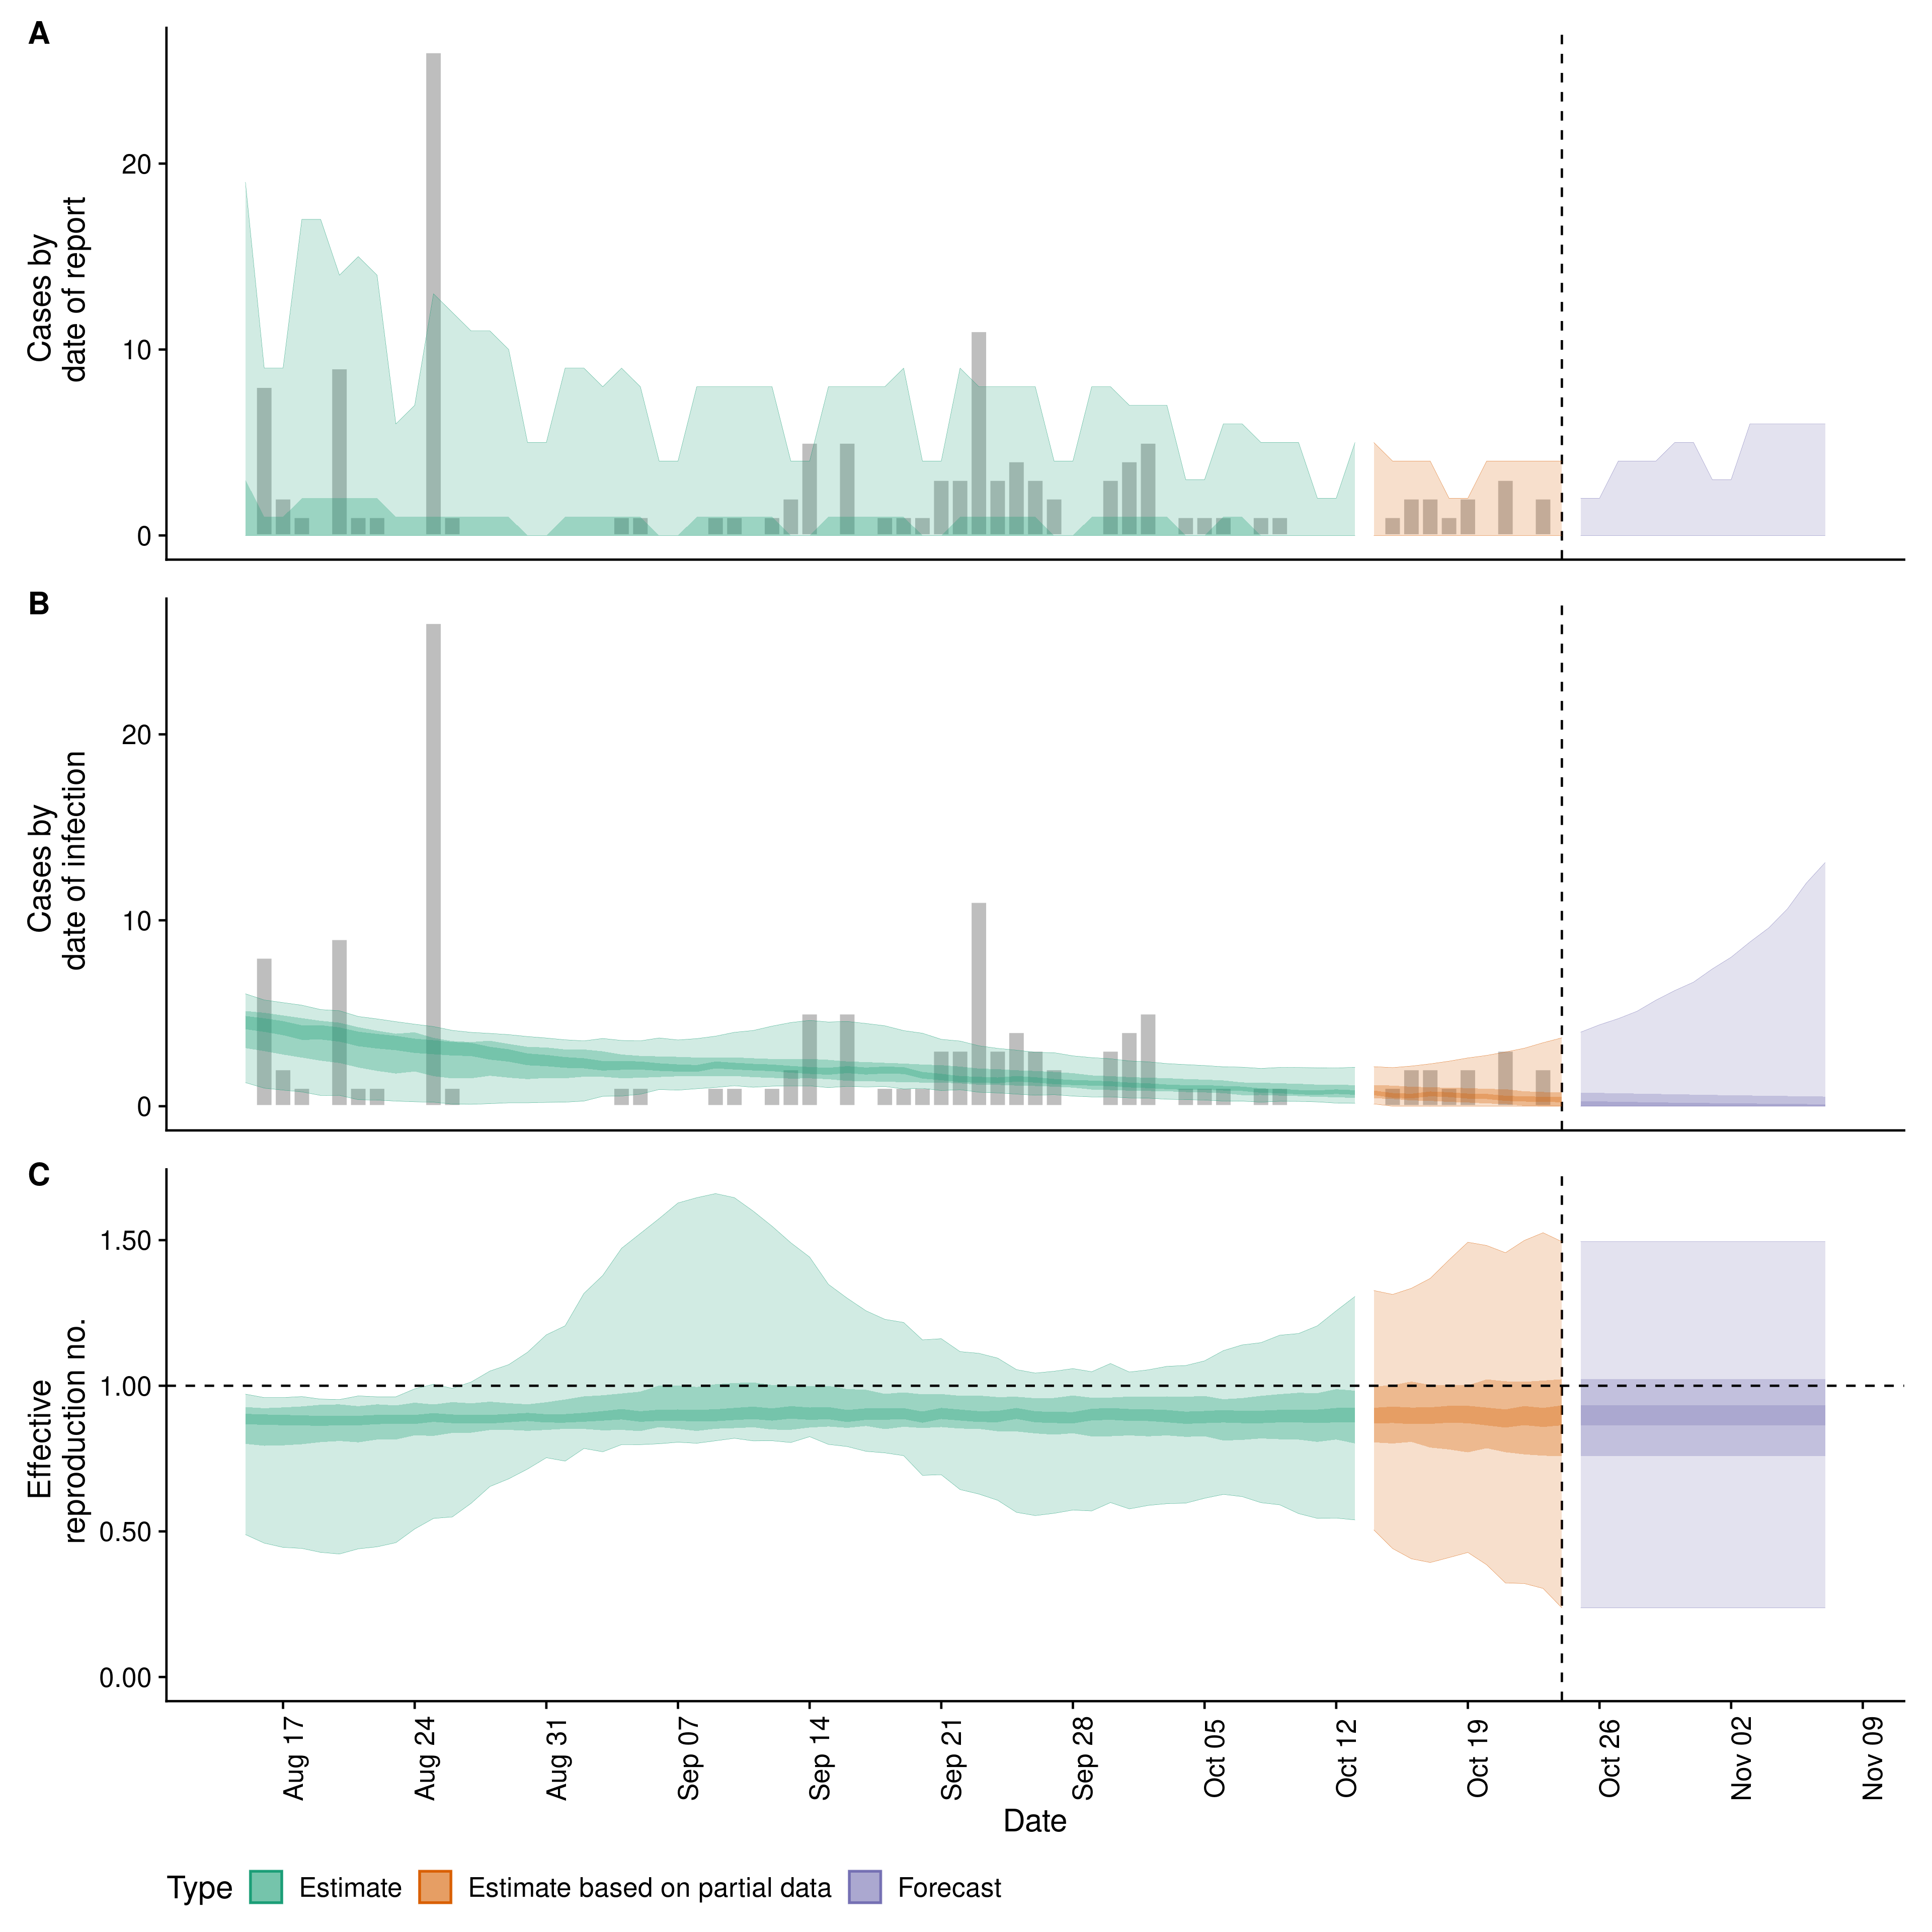 A
Cases by
date of report
20
10
0
B
Cases by
date of infection
20
10
0
C
Effective
reproduction no.
1.50
1.00
0.50
0.00
Aug 17
Aug 24
Aug 31
Sep 07
Sep 14
Sep 21
Sep 28
Oct 05
Oct 12
Oct 19
Oct 26
Nov 02
Nov 09
Date
Type Estimate Estimate based on partial data Forecast